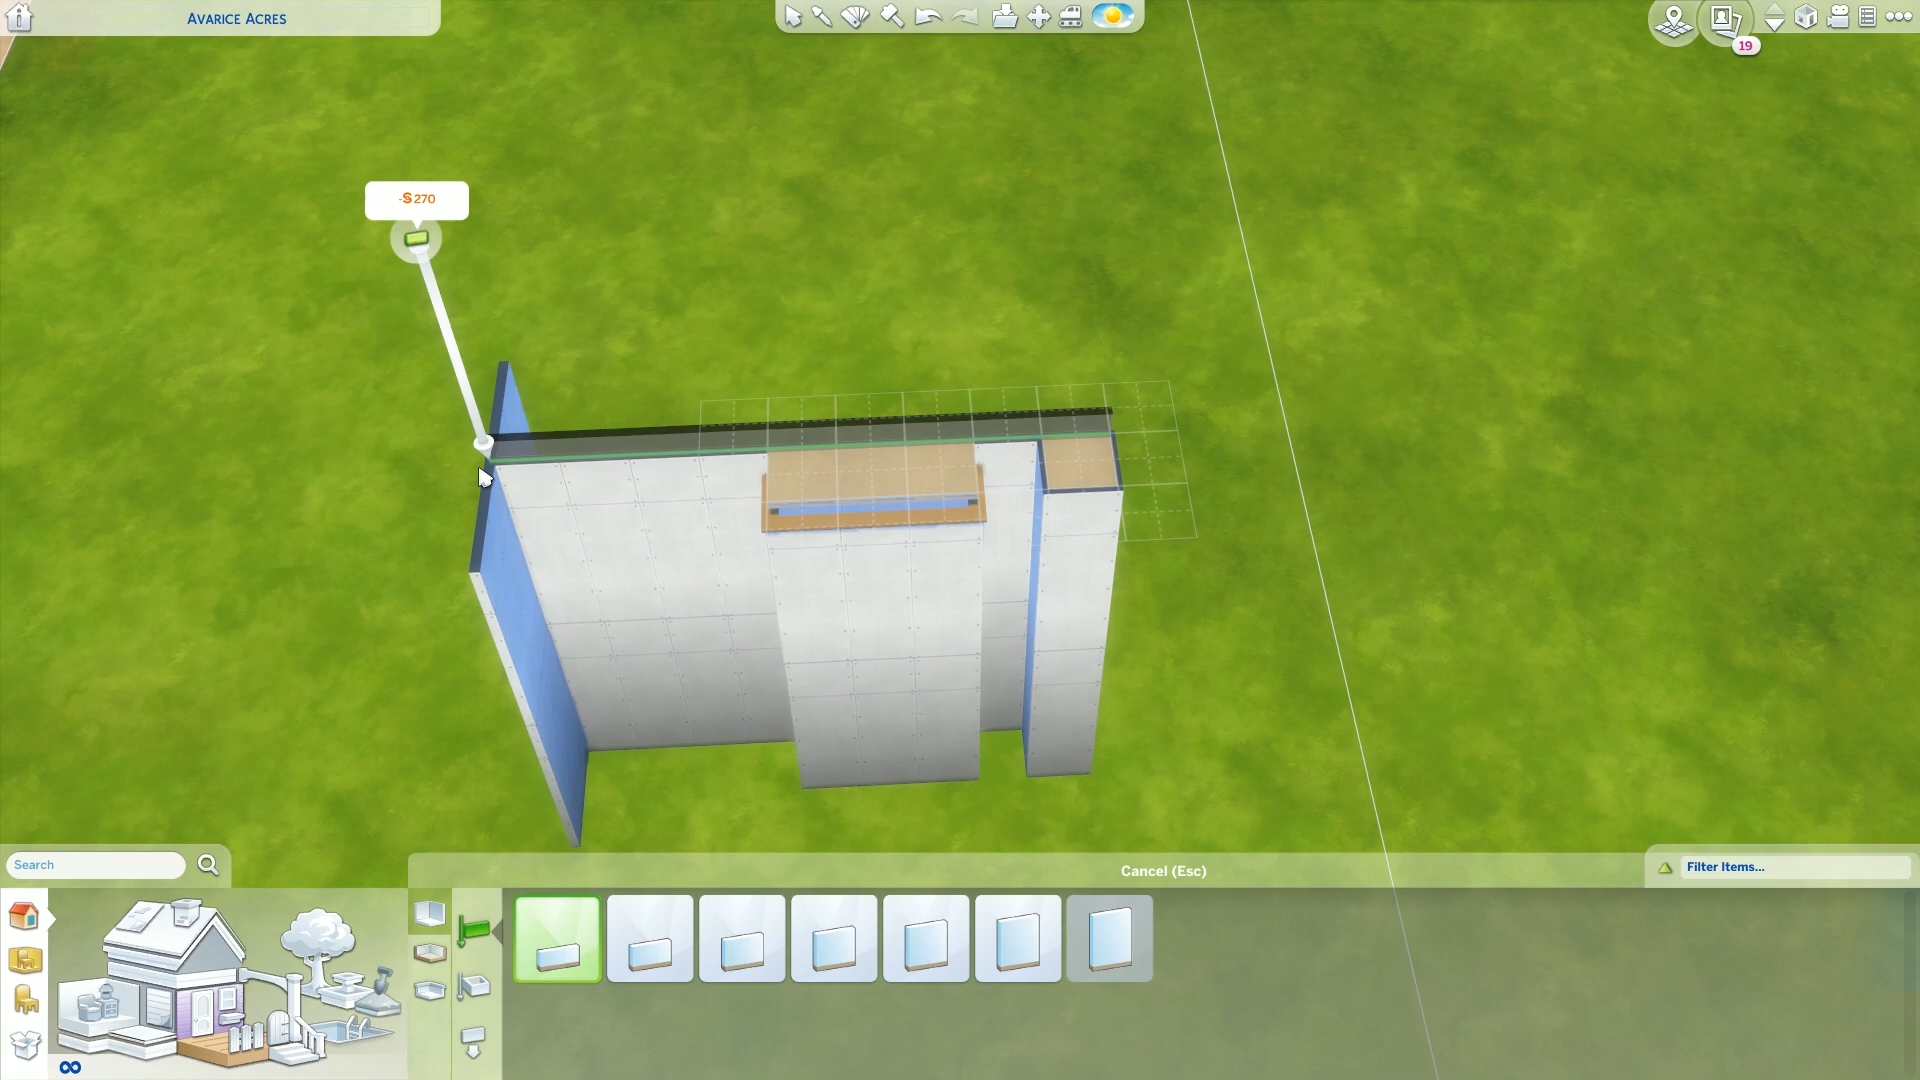 Avarice Acres
19
-§270
Cancel (Esc)
Search
Filter Items...